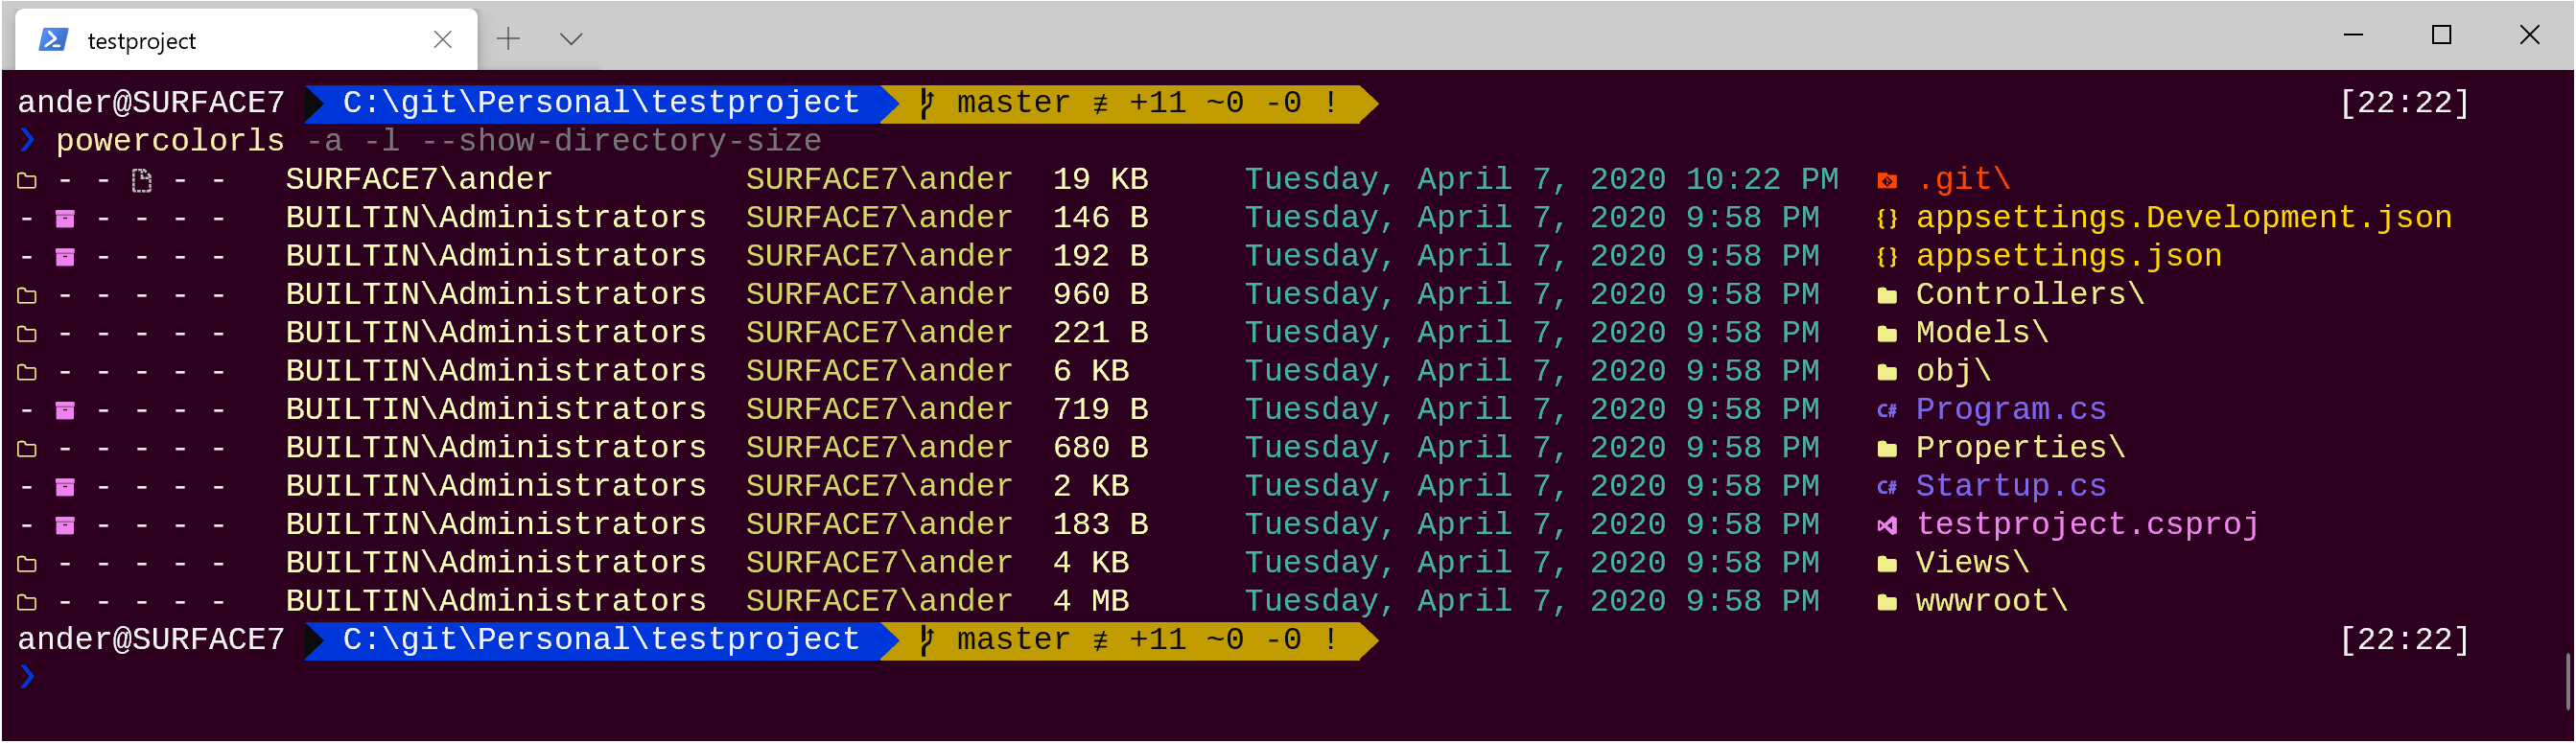 testproject
ander@SURFACE7 C:\git\Personal\testproject master ≢ +11 ~0 -0 ! [22:22]
❯ powercolorls -a -l --show-directory-size
- - - - SURFACE7\ander SURFACE7\ander 19 KB Tuesday, April 7, 2020 10:22 PM .git\
- - - - - BUILTIN\Administrators SURFACE7\ander 146 B Tuesday, April 7, 2020 9:58 PM {} appsettings.Development.json
- - - - - BUILTIN\Administrators SURFACE7\ander 192 B Tuesday, April 7, 2020 9:58 PM {} appsettings.json
- - - - - BUILTIN\Administrators SURFACE7\ander 960 B Tuesday, April 7, 2020 9:58 PM Controllers\
- - - - - BUILTIN\Administrators SURFACE7\ander 221 B Tuesday, April 7, 2020 9:58 PM Models\
- - - - - BUILTIN\Administrators SURFACE7\ander 6 KB Tuesday, April 7, 2020 9:58 PM obj\
- - - - - BUILTIN\Administrators SURFACE7\ander 719 B Tuesday, April 7, 2020 9:58 PM C# Program.cs
- - - - - BUILTIN\Administrators SURFACE7\ander 680 B Tuesday, April 7, 2020 9:58 PM Properties\
- - - - - BUILTIN\Administrators SURFACE7\ander 2 KB Tuesday, April 7, 2020 9:58 PM C# Startup.cs
- - - - - BUILTIN\Administrators SURFACE7\ander 183 B Tuesday, April 7, 2020 9:58 PM testproject.csproj
- - - - - BUILTIN\Administrators SURFACE7\ander 4 KB Tuesday, April 7, 2020 9:58 PM Views\
- - - - - BUILTIN\Administrators SURFACE7\ander 4 MB Tuesday, April 7, 2020 9:58 PM wwwroot\
ander@SURFACE7 C:\git\Personal\testproject master ≢ +11 ~0 -0 ! [22:22]
❯